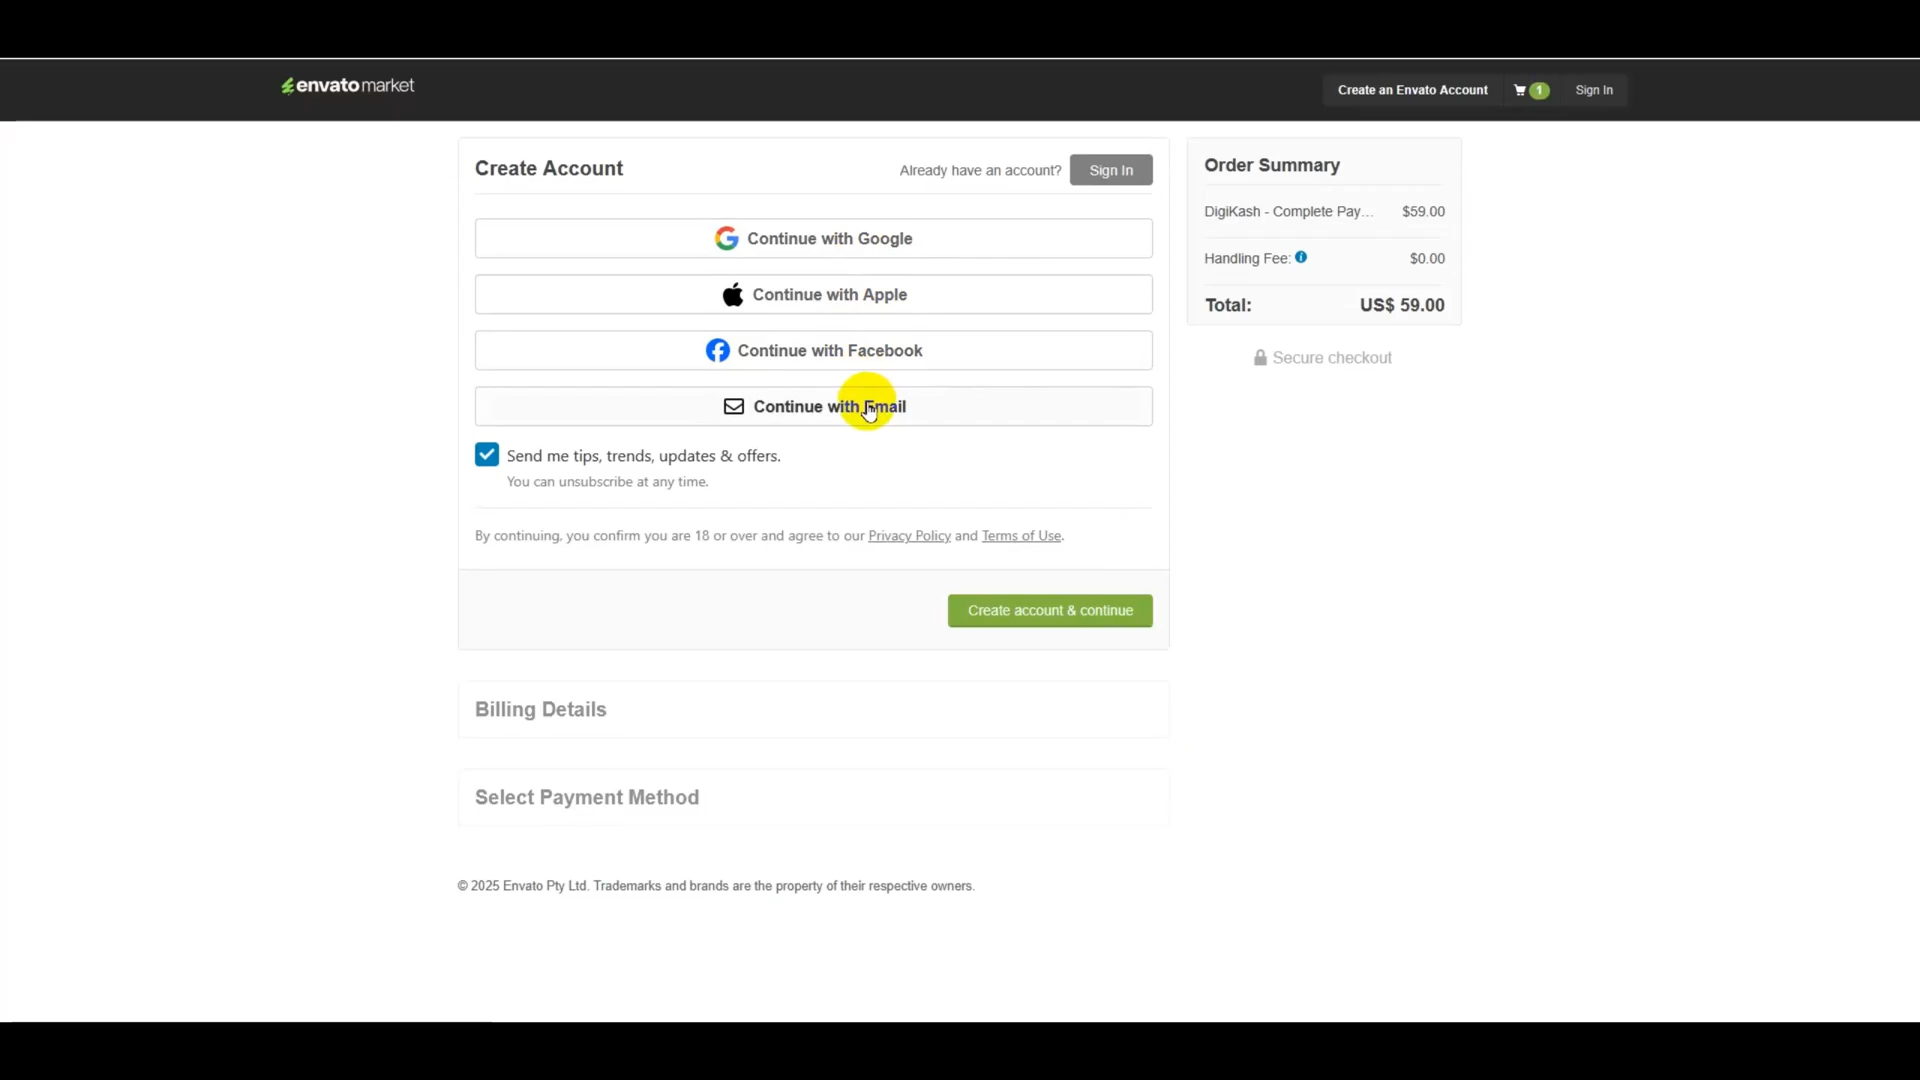 envato market
Create an Envato Account
1
Sign In
Create Account
Already have an account?
Sign In
Continue with Google
Continue with Apple
Continue with Facebook
Continue with Email
Send me tips, trends, updates & offers.
You can unsubscribe at any time.
By continuing, you confirm you are 18 or over and agree to our Privacy Policy and Terms of Use.
Create account & continue
Billing Details
Select Payment Method
© 2025 Envato Pty Ltd. Trademarks and brands are the property of their respective owners.
Order Summary
DigiKash - Complete Pay... $59.00
Handling Fee: $0.00
Total: US$ 59.00
Secure checkout